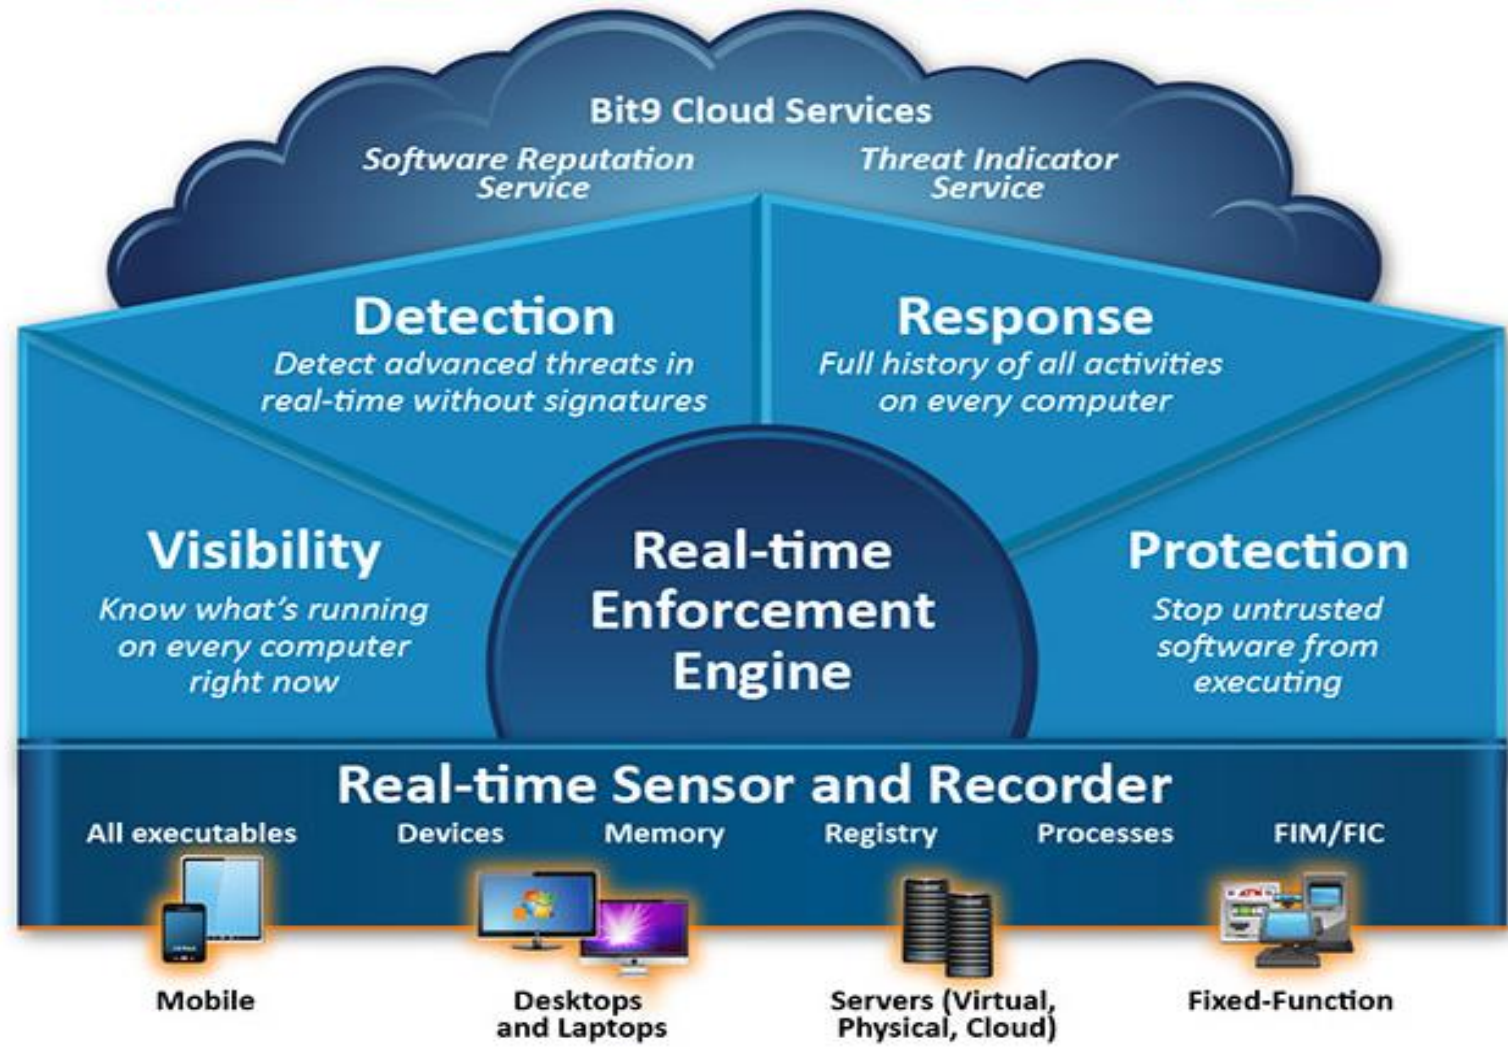 Bit9 Cloud Services
Software Reputation
Service
Threat Indicator
Service
Detection
Detect advanced threats in
real-time without signatures
Response
Full history of all activities
on every computer
Visibility
Know what's running
on every computer
right now
Real-time
Enforcement
Engine
Protection
Stop untrusted
software from
executing
Real-time Sensor and Recorder
All executables Devices Memory Registry Processes FIM/FIC
ATM
Mobile
Desktops
and Laptops
Servers (Virtual,
Physical, Cloud)
Fixed-Function